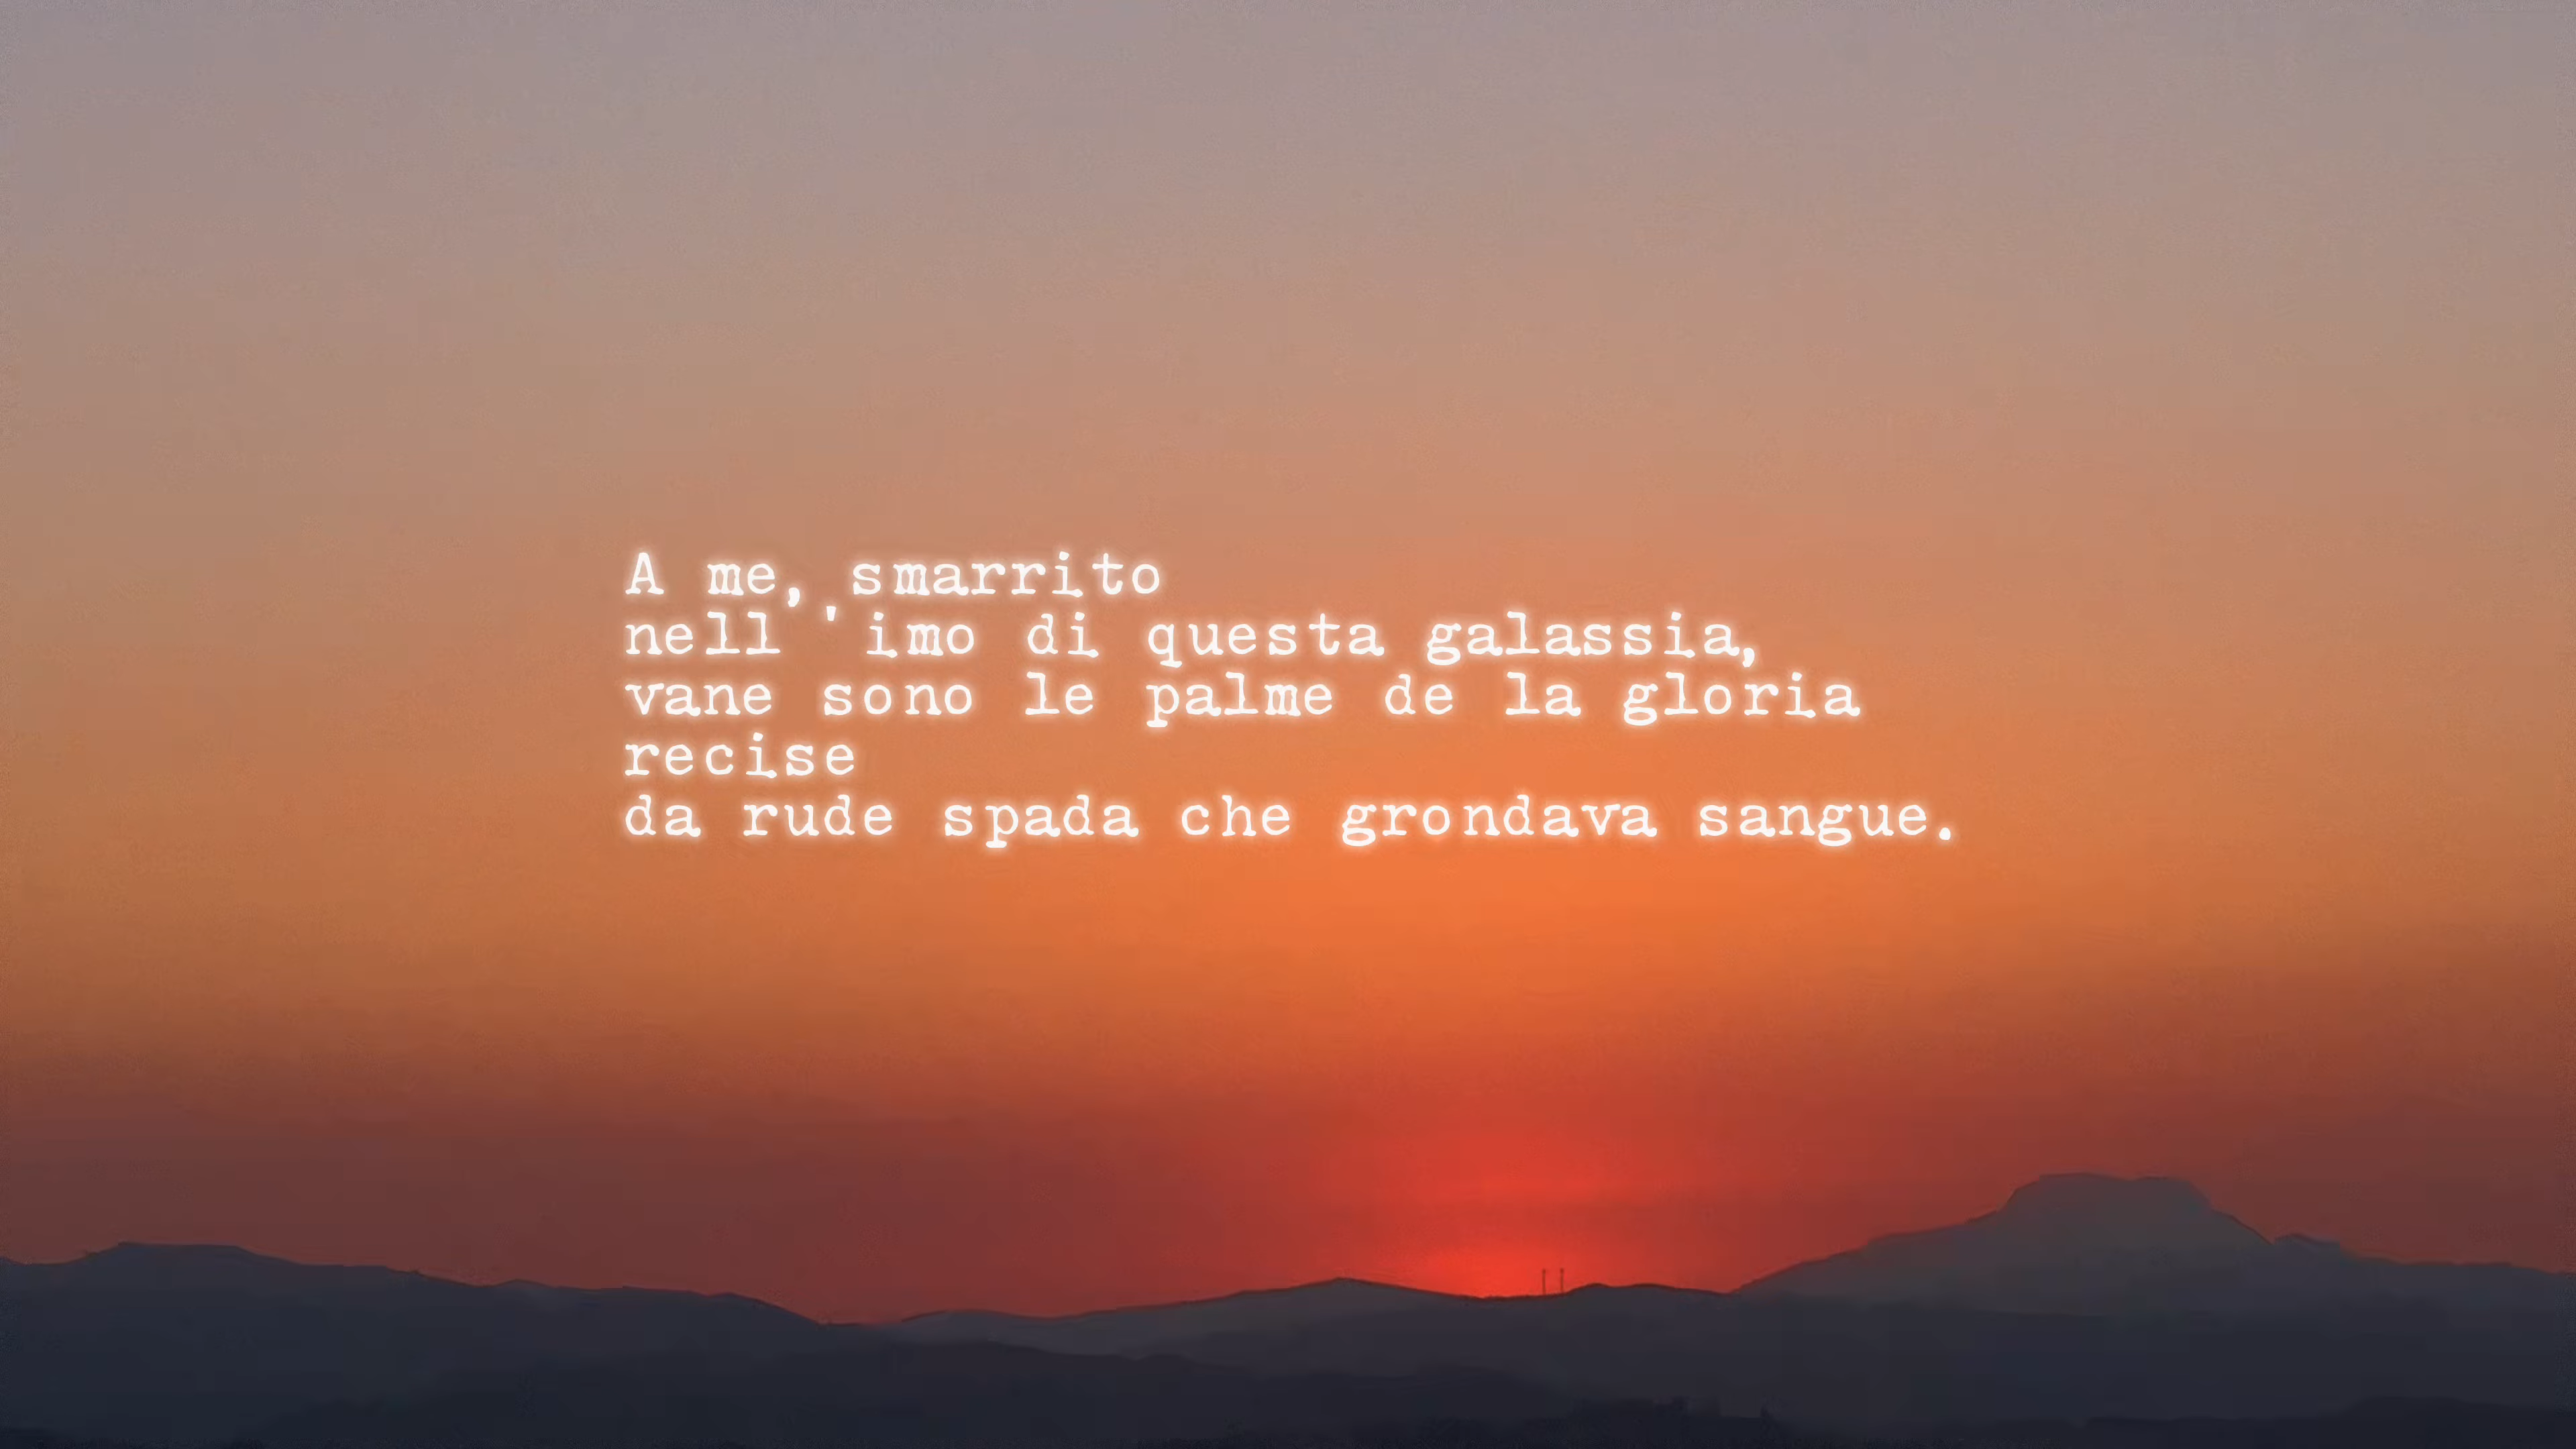 A me, smarrito
nell'imo di questa galassia,
vane sono le palme de la gloria
recise
da rude spada che grondava sangue.